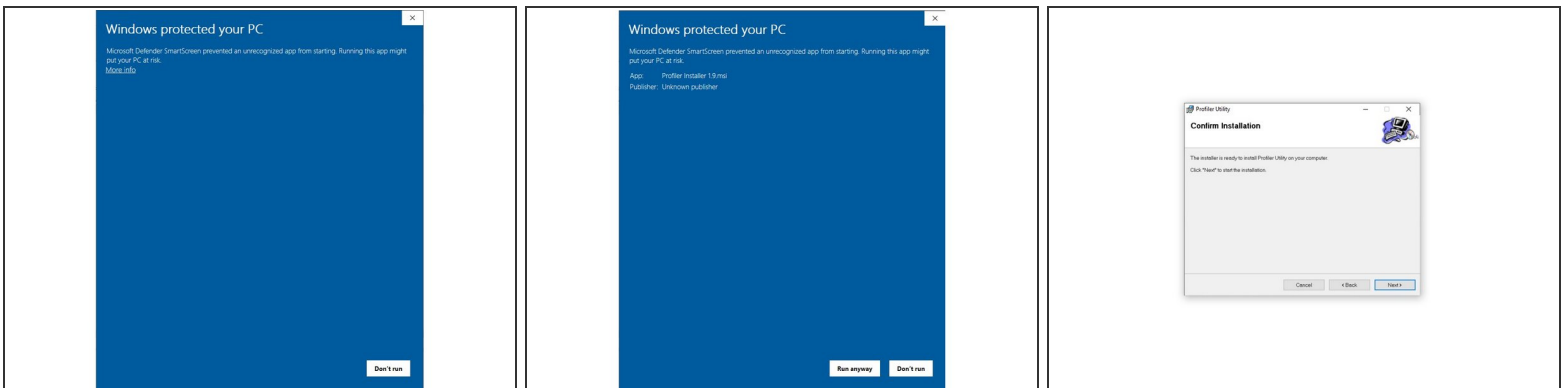 Windows protected your PC
Microsoft Defender SmartScreen prevented an unrecognized app from starting. Running this app might
put your PC at risk.
More info
Don't run
Windows protected your PC
Microsoft Defender SmartScreen prevented an unrecognized app from starting. Running this app might
put your PC at risk.
App: Profiler Installer 1.9.msi
Publisher: Unknown publisher
Run anyway Don't run
Profiler Utility
Confirm Installation
The installer is ready to install Profiler Utility on your computer.
Click "Next" to start the installation.
Cancel < Back Next >